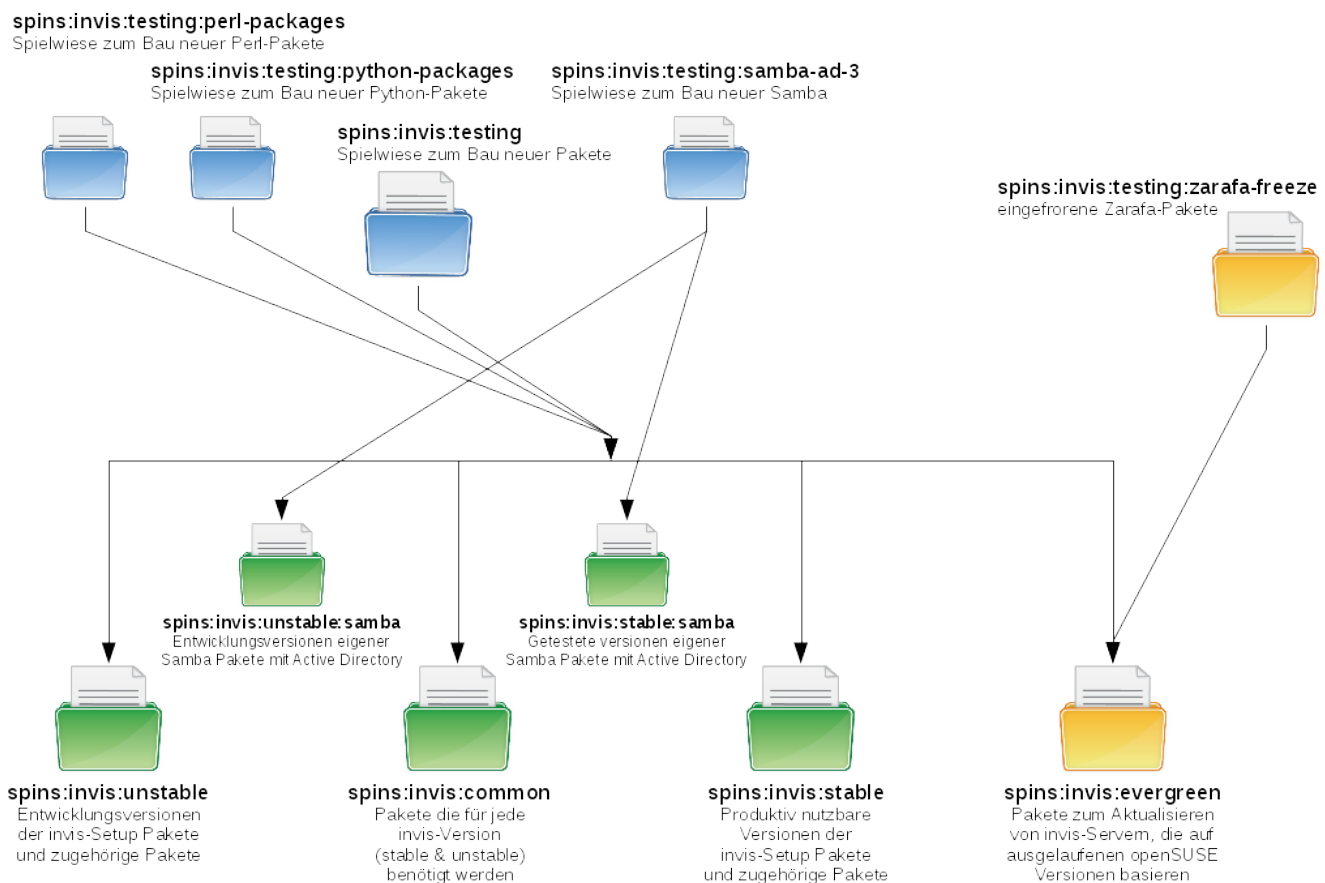 spins:invis:testing:perl-packages
Spielwiese zum Bau neuer Perl-Pakete
spins:invis:testing:python-packages
Spielwiese zum Bau neuer Python-Pakete
spins:invis:testing:samba-ad-3
Spielwiese zum Bau neuer Samba
spins:invis:testing
Spielwiese zum Bau neuer Pakete
spins:invis:testing:zarafa-freeze
eingefrorene Zarafa-Pakete
spins:invis:unstable:samba
Entwicklungsversionen eigener
Samba Pakete mit Active Directory
spins:invis:stable:samba
Getestete versionen eigener
Samba Pakete mit Active Directory
spins:invis:unstable
Entwicklungsversionen
der invis-Setup Pakete
und zugehörige Pakete
spins:invis:common
Pakete die für jede
invis-Version
(stable & unstable)
benötigt werden
spins:invis:stable
Produktiv nutzbare
Versionen der
invis-Setup Pakete
und zugehörige Pakete
spins:invis:evergreen
Pakete zum Aktualisieren
von invis-Servern, die auf
ausgelaufenen openSUSE
Versionen basieren